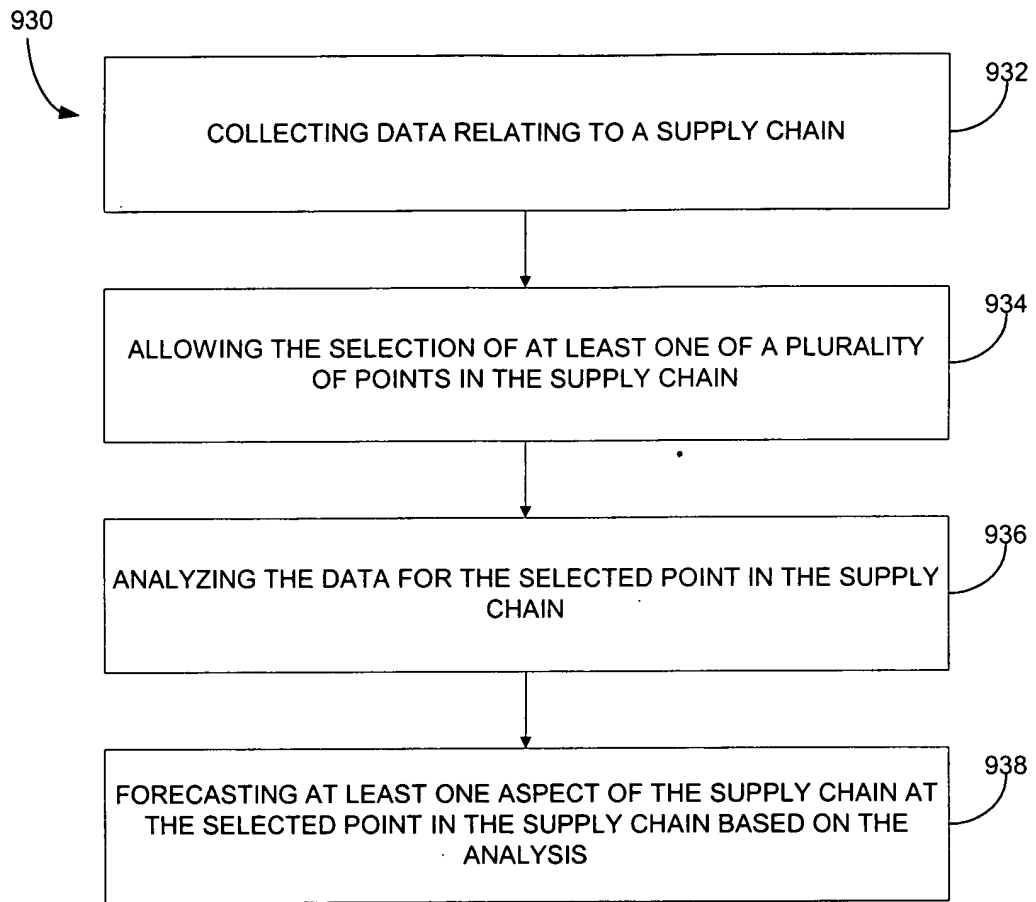 930
932
COLLECTING DATA RELATING TO A SUPPLY CHAIN
934
ALLOWING THE SELECTION OF AT LEAST ONE OF A PLURALITY
OF POINTS IN THE SUPPLY CHAIN
936
ANALYZING THE DATA FOR THE SELECTED POINT IN THE SUPPLY
CHAIN
938
FORECASTING AT LEAST ONE ASPECT OF THE SUPPLY CHAIN AT
THE SELECTED POINT IN THE SUPPLY CHAIN BASED ON THE
ANALYSIS